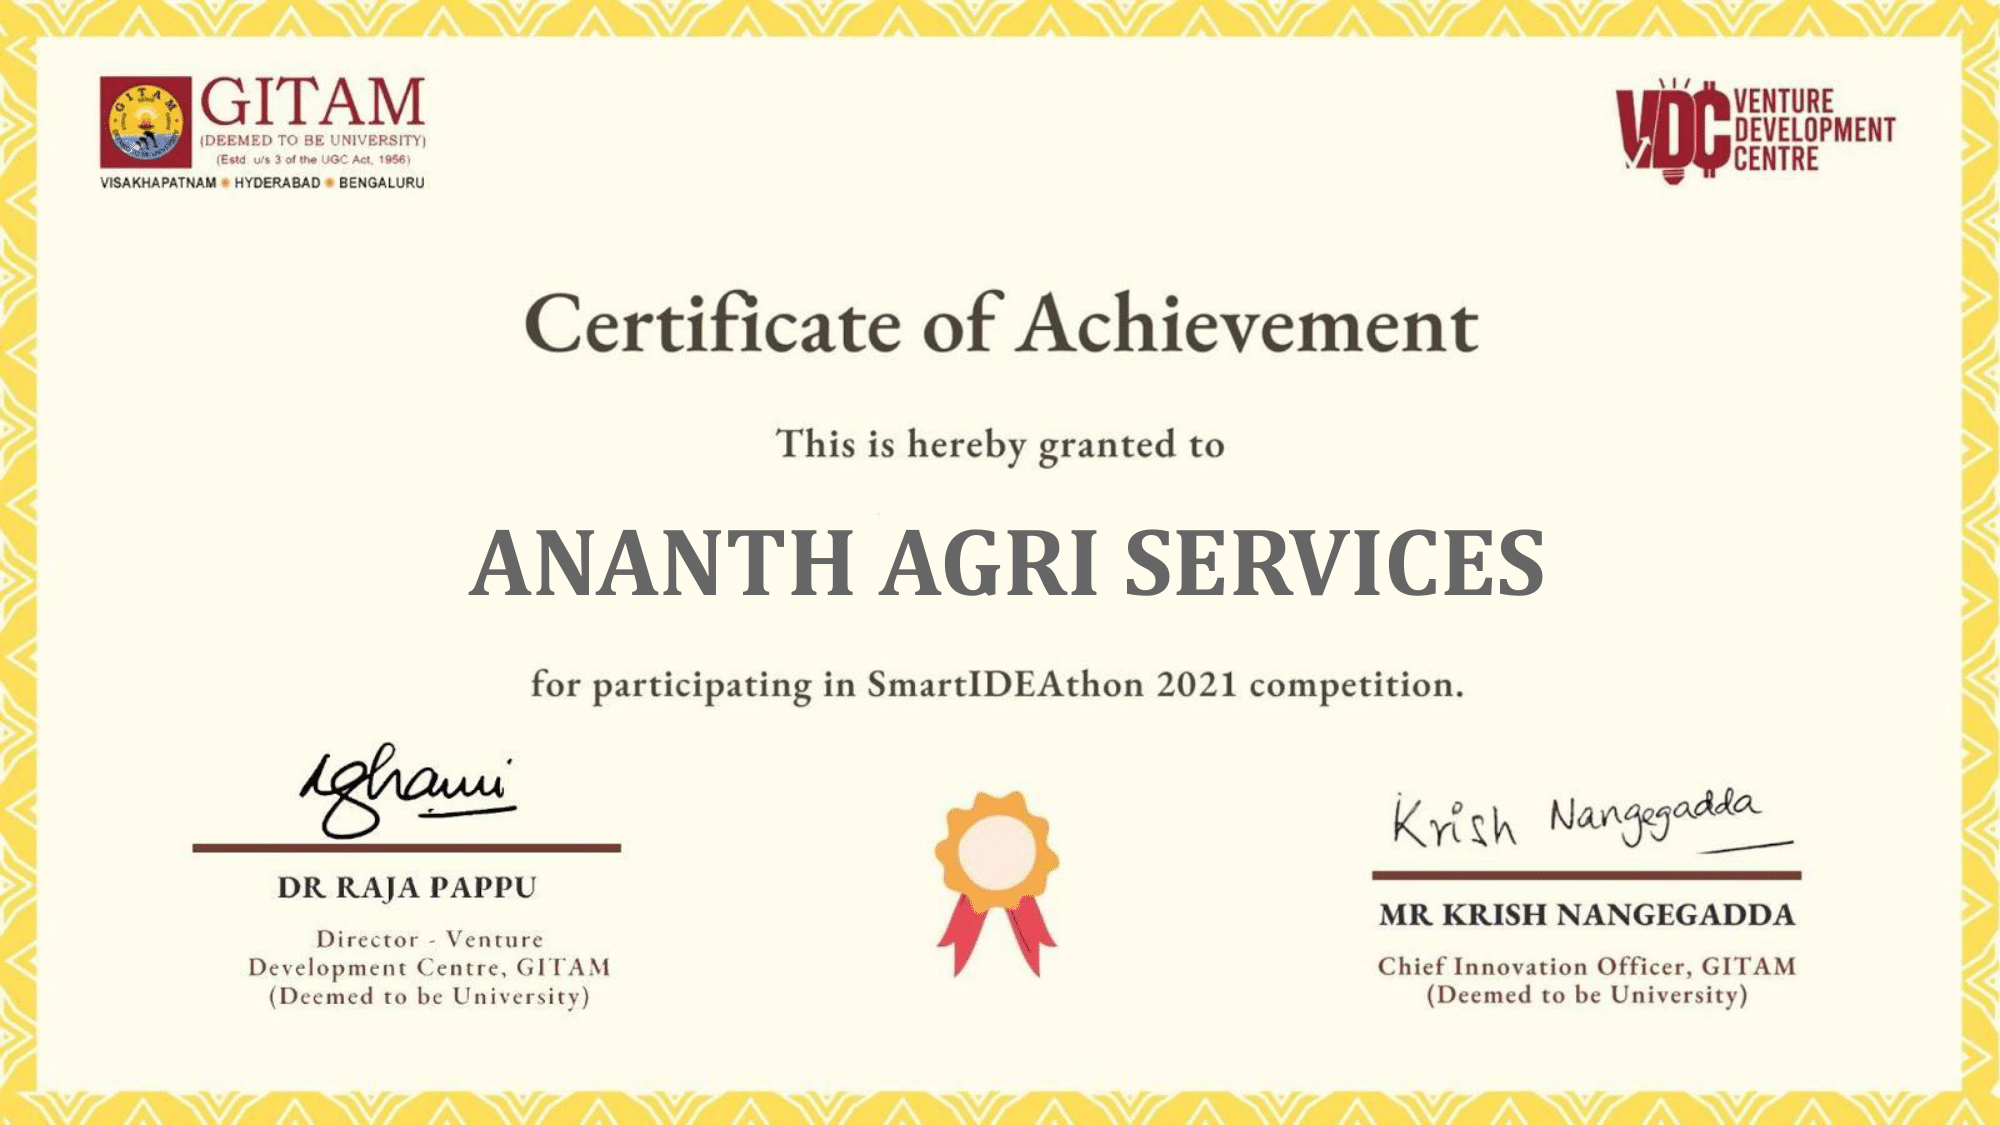 GITAM
(DEEMED TO BE UNIVERSITY)
(Estd. u/s 3 of the UGC Act, 1956)
VISAKHAPATNAM HYDERABAD BENGALURU
VDC
VENTURE
DEVELOPMENT
CENTRE
Certificate of Achievement
This is hereby granted to
ANANTH AGRI SERVICES
for participating in SmartIDEAthon 2021 competition.
Krish Nangegadda
DR RAJA PAPPU
Director - Venture
Development Centre, GITAM
(Deemed to be University)
MR KRISH NANGEGADDA
Chief Innovation Officer, GITAM
(Deemed to be University)